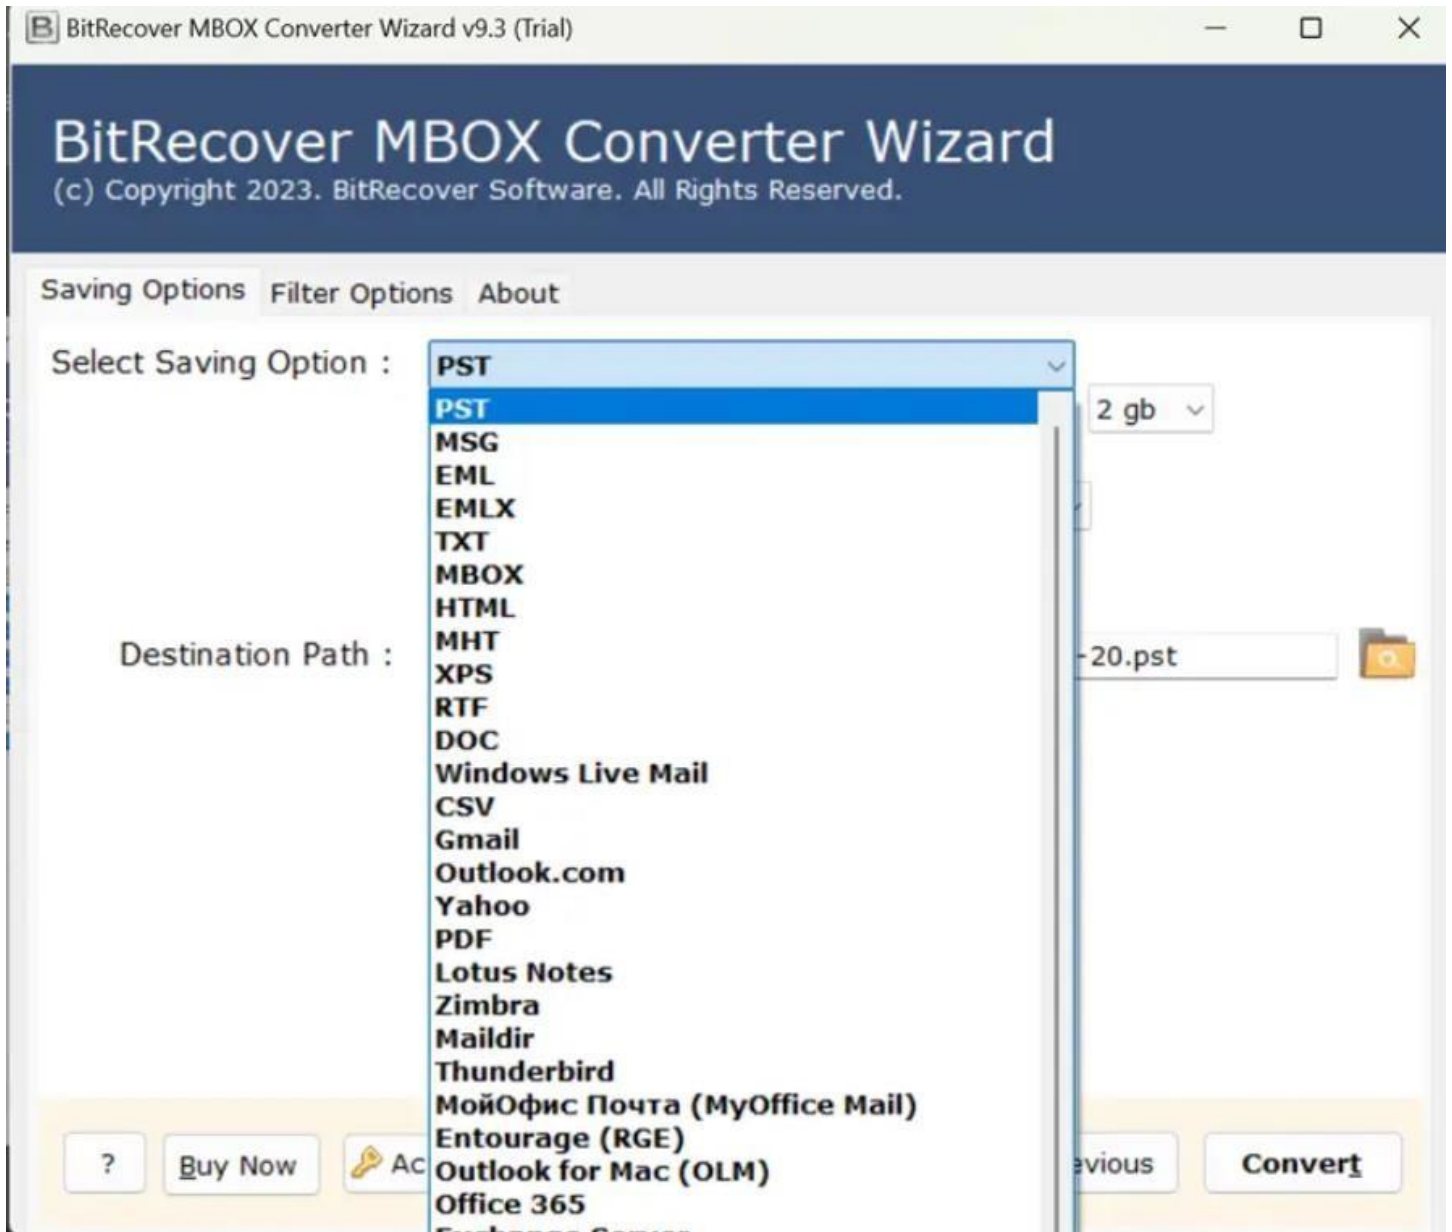 BitRecover MBOX Converter Wizard v9.3 (Trial)
BitRecover MBOX Converter Wizard
(c) Copyright 2023. BitRecover Software. All Rights Reserved.
Saving Options Filter Options About
Select Saving Option : PST
PST
2 gb
MSG
EML
EMLX
TXT
MBOX
HTML
MHT
Destination Path : -20.pst
XPS
RTF
DOC
Windows Live Mail
CSV
Gmail
Outlook.com
Yahoo
PDF
Lotus Notes
Zimbra
Maildir
Thunderbird
МойОфис Почта (MyOffice Mail)
Entourage (RGE)
Outlook for Mac (OLM)
Office 365
Exchange Server
? Buy Now Ac evious Convert